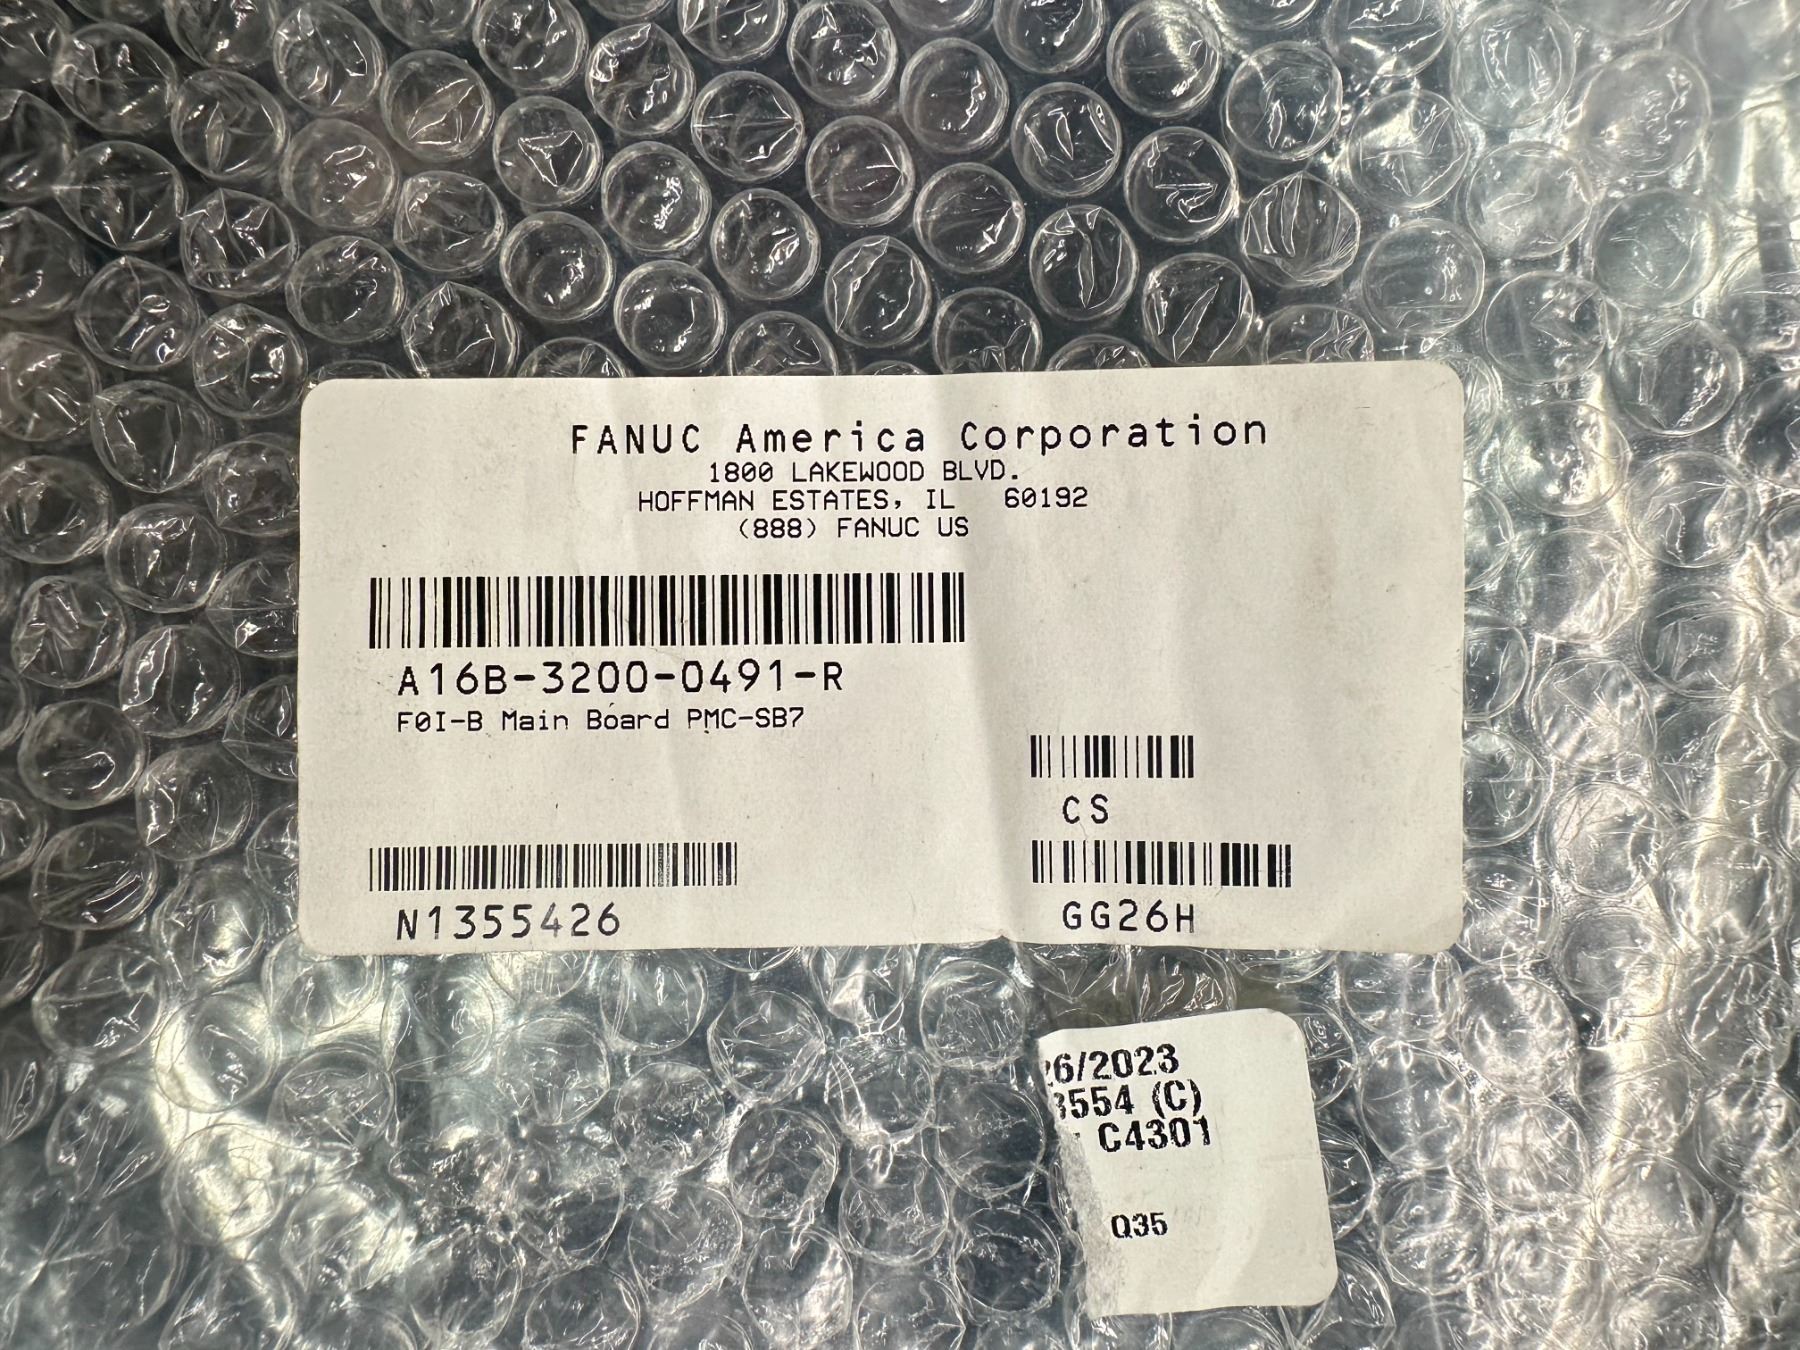 FANUC America Corporation
1800 LAKEWOOD BLVD.
HOFFMAN ESTATES, IL 60192
(888) FANUC US
A16B-3200-0491-R
F0I-B Main Board PMC-SB7
CS
N1355426
GG26H
6/2023
554 (C)
C4301
Q35